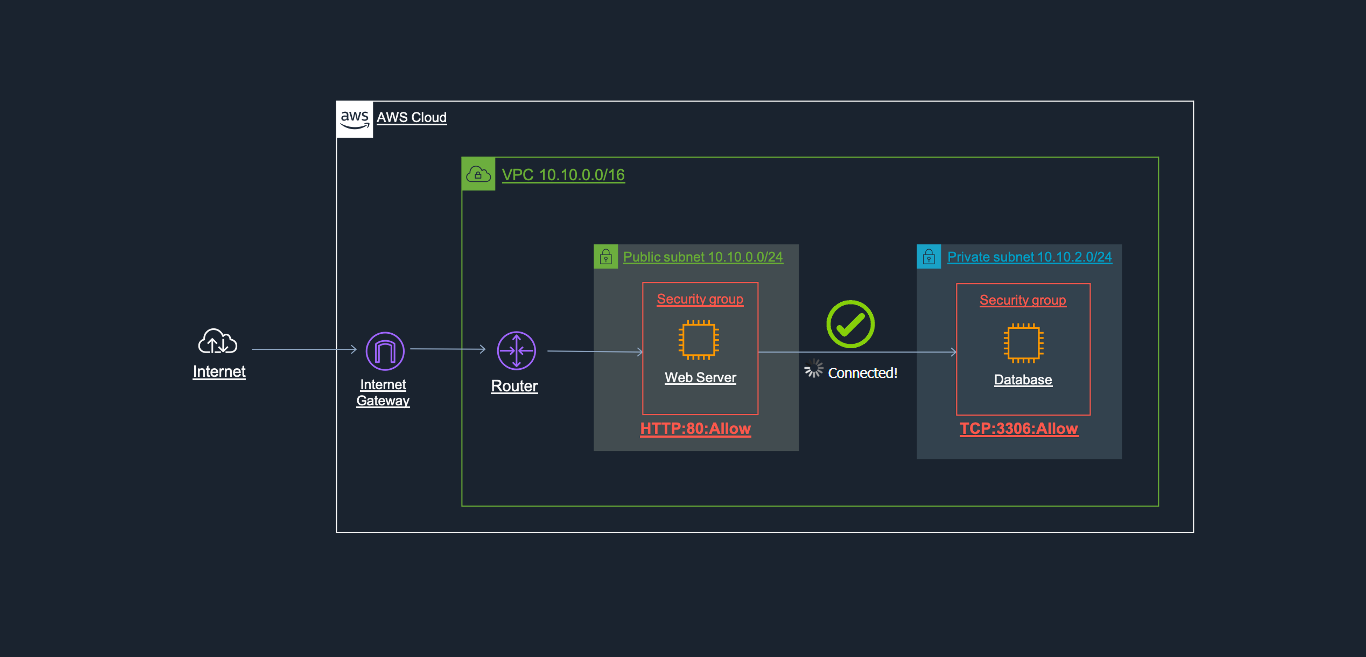 aws
AWS Cloud
VPC 10.10.0.0/16
Public subnet 10.10.0.0/24
Private subnet 10.10.2.0/24
Security group
Security group
Internet
Internet
Gateway
Router
Web Server
Connected!
Database
HTTP:80:Allow
TCP:3306:Allow